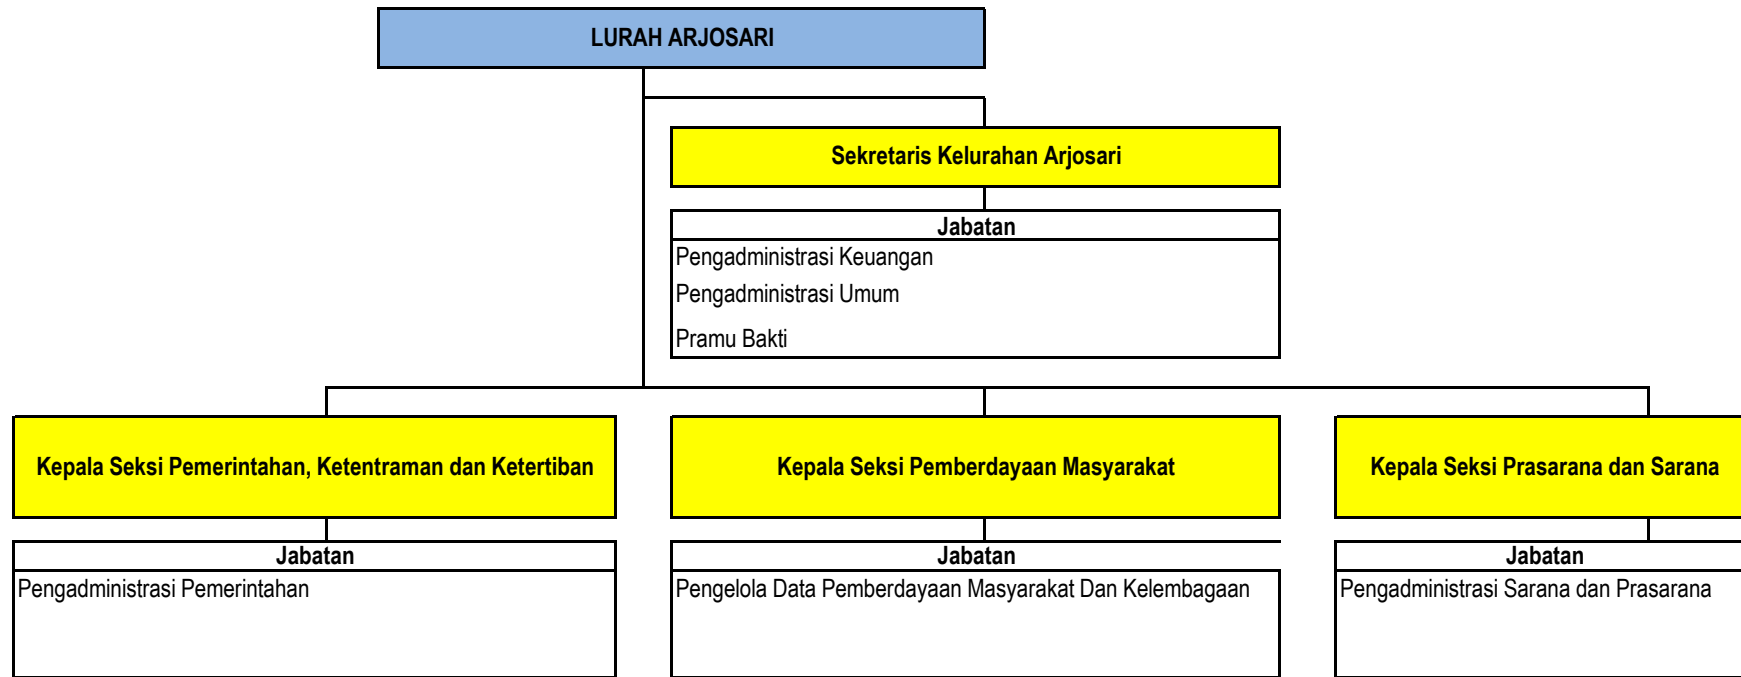 LURAH ARJOSARI
Sekretaris Kelurahan Arjosari
Jabatan
Pengadministrasi Keuangan
Pengadministrasi Umum
Pramu Bakti
Kepala Seksi Pemerintahan, Ketentraman dan Ketertiban
Jabatan
Pengadministrasi Pemerintahan
Kepala Seksi Pemberdayaan Masyarakat
Jabatan
Pengelola Data Pemberdayaan Masyarakat Dan Kelembagaan
Kepala Seksi Prasarana dan Sarana
Jabatan
Pengadministrasi Sarana dan Prasarana